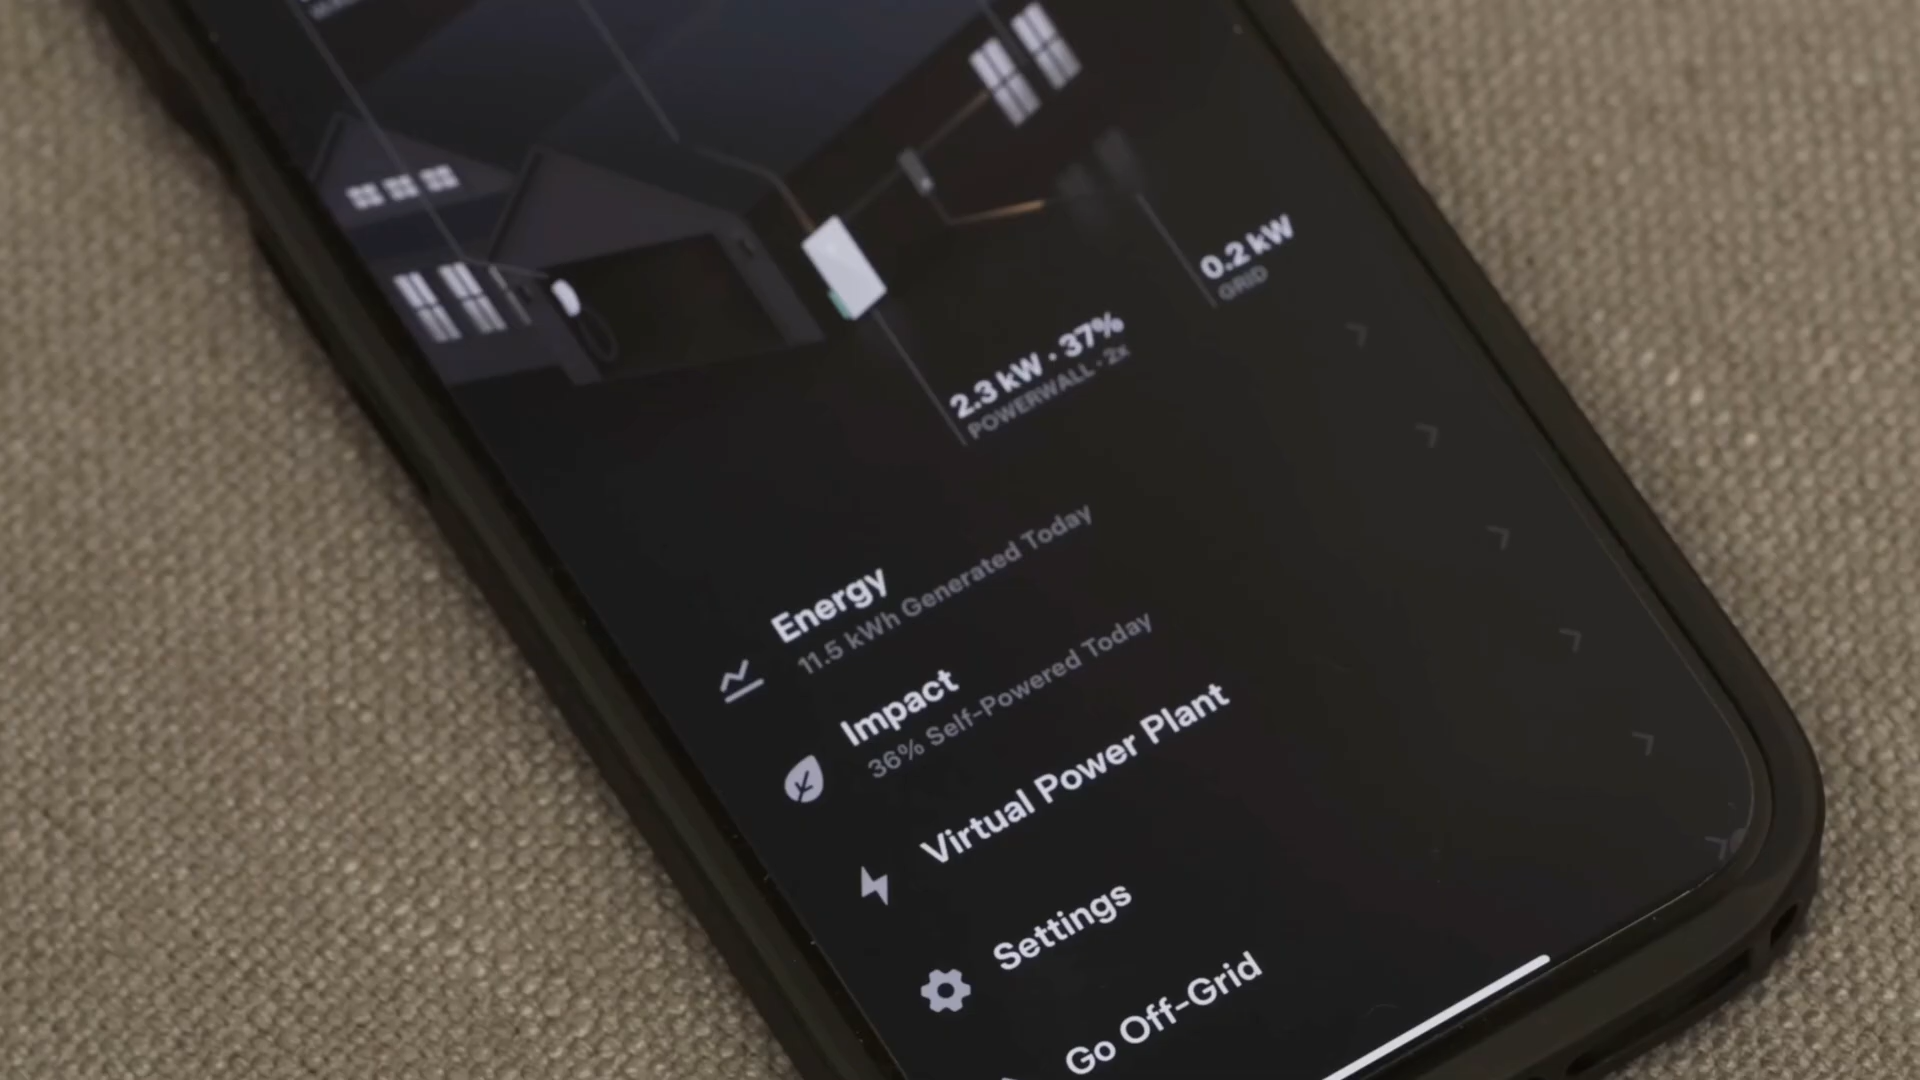 0.2 kW
GRID
2.3 kW · 37%
POWERWALL · 2x
Energy
11.5 kWh Generated Today
Impact
36% Self-Powered Today
Virtual Power Plant
Settings
Go Off-Grid